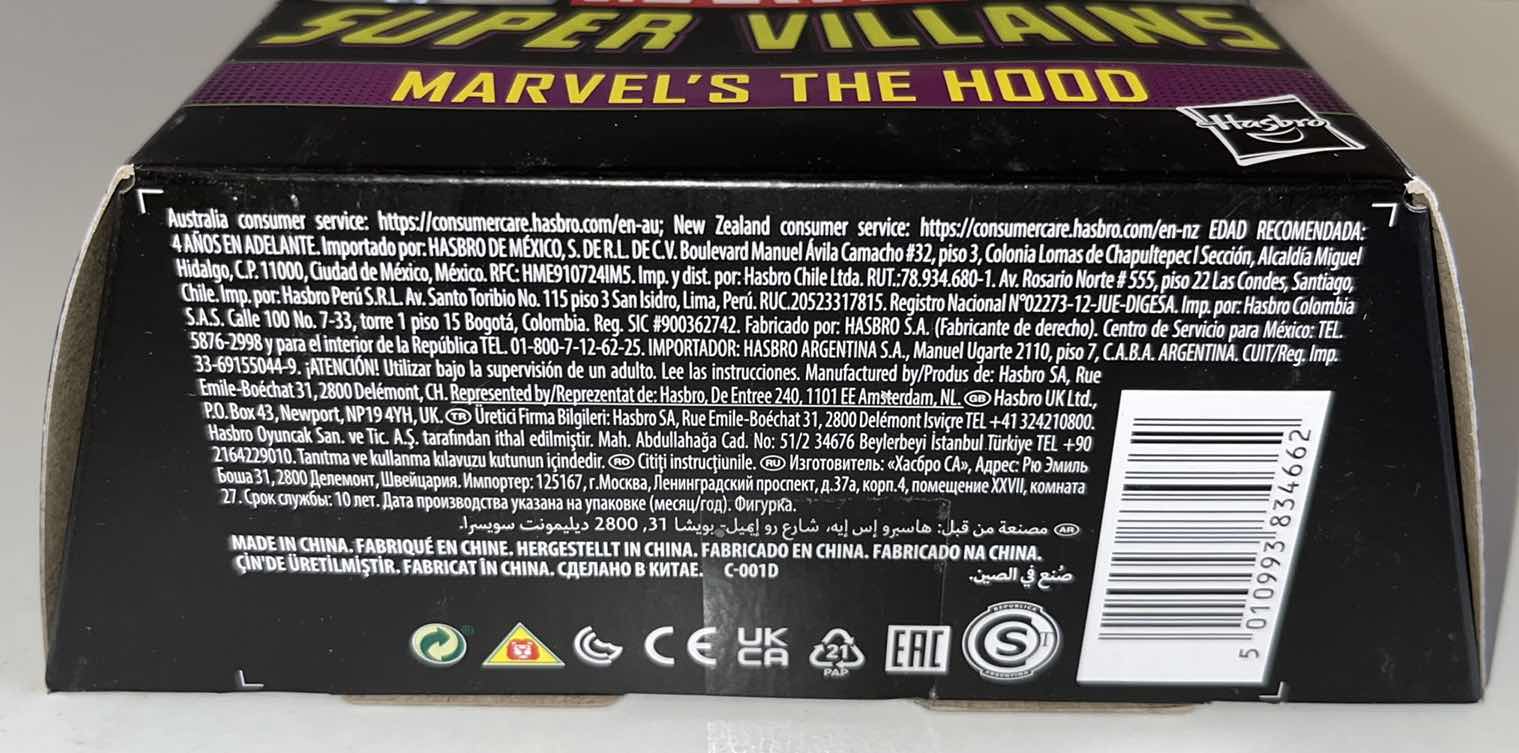 SUPER VILLAINS
MARVEL'S THE HOOD
Hasbro
Australia consumer service: https://consumercare.hasbro.com/en-au; New Zealand consumer service: https://consumercare.hasbro.com/en-nz EDAD RECOMENDADA:
4 AÑOS EN ADELANTE. Importado por: HASBRO DE MÉXICO, S. DE R.L. DE C.V. Boulevard Manuel Ávila Camacho #32, piso 3, Colonia Lomas de Chapultepec I Sección, Alcaldía Miguel
Hidalgo, C.P. 11000, Ciudad de México, México. RFC: HME910724IM5. Imp. y dist. por: Hasbro Chile Ltda. RUT.:78.934.680-1. Av. Rosario Norte # 555, piso 22 Las Condes, Santiago,
Chile. Imp. por: Hasbro Perú S.R.L. Av. Santo Toribio No. 115 piso 3 San Isidro, Lima, Perú. RUC.20523317815. Registro Nacional N°02273-12-JUE-DIGESA. Imp. por: Hasbro Colombia
S.A.S. Calle 100 No. 7-33, torre 1 piso 15 Bogotá, Colombia. Reg. SIC #900362742. Fabricado por: HASBRO S.A. (Fabricante de derecho). Centro de Servicio para México: TEL.
5876-2998 y para el interior de la República TEL. 01-800-7-12-62-25. IMPORTADOR: HASBRO ARGENTINA S.A., Manuel Ugarte 2110, piso 7, C.A.B.A. ARGENTINA. CUIT/Reg. Imp.
33-69155044-9. ¡ATENCIÓN! Utilizar bajo la supervisión de un adulto. Lee las instrucciones. Manufactured by/Produs de: Hasbro SA, Rue
Emile-Boéchat 31, 2800 Delémont, CH. Represented by/Reprezentat de: Hasbro, De Entree 240, 1101 EE Amsterdam, NL. GB Hasbro UK Ltd.,
P.O. Box 43, Newport, NP19 4YH, UK. TR Üretici Firma Bilgileri: Hasbro SA, Rue Emile-Boéchat 31, 2800 Delémont İsviçre TEL +41 324210800.
Hasbro Oyuncak San. ve Tic. A.Ş. tarafından ithal edilmiştir. Mah. Abdullahağa Cad. No: 51/2 34676 Beylerbeyi İstanbul Türkiye TEL +90
2164229010. Tanıtma ve kullanma kılavuzu kutunun içindedir. RO Citiți instrucțiunile. RU Изготовитель: «Хасбро СА», Адрес: Рю Эмиль
Боша 31, 2800 Делемонт, Швейцария. Импортер: 125167, г.Москва, Ленинградский проспект, д.37а, корп.4, помещение XXVII, комната
27. Срок службы: 10 лет. Дата производства указана на упаковке (месяц/год). Фигурка.
AR مصنعة من قبل: هاسبرو إس إيه، شارع رو إميل- بويشا 31, 2800 ديليمونت سويسرا.
MADE IN CHINA. FABRIQUÉ EN CHINE. HERGESTELLT IN CHINA. FABRICADO EN CHINA. FABRICADO NA CHINA.
ÇİN'DE ÜRETİLMİŞTİR. FABRICAT ÎN CHINA. СДЕЛАНО В КИТАЕ. C-001D صُنع في الصين.
CE UK CA 21 PAP EAC REPUBLICA S ARGENTINA
5 010993 834662